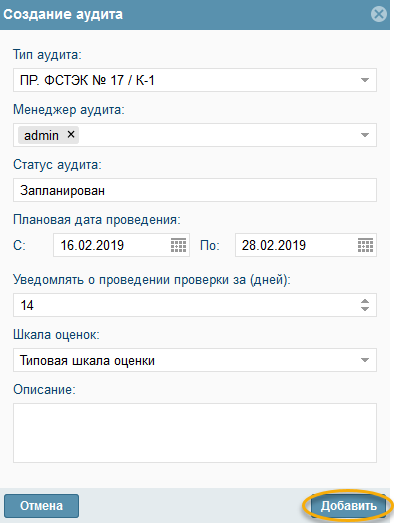 Создание аудита
Тип аудита:
ПР. ФСТЭК № 17 / К-1
Менеджер аудита:
admin ×
Статус аудита:
Запланирован
Плановая дата проведения:
С: 16.02.2019 По: 28.02.2019
Уведомлять о проведении проверки за (дней):
14
Шкала оценок:
Типовая шкала оценки
Описание:
Отмена Добавить